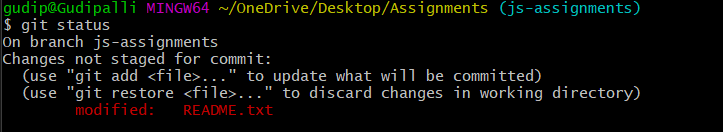 gudip@Gudipalli MINGW64 ~/OneDrive/Desktop/Assignments (js-assignments)
$ git status
On branch js-assignments
Changes not staged for commit:
  (use "git add <file>..." to update what will be committed)
  (use "git restore <file>..." to discard changes in working directory)
        modified:   README.txt